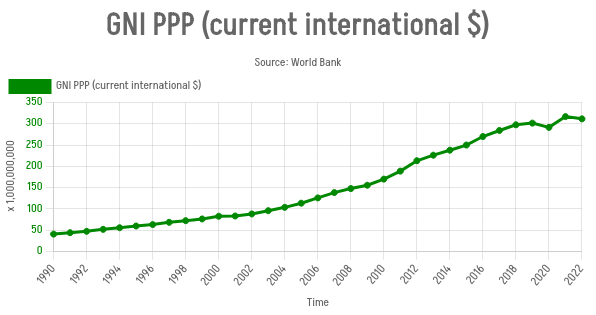 GNI PPP (current international $)
Source: World Bank
GNI PPP (current international $)
350
300
250
200
150
100
50
0
x 1,000,000,000
1990 1992 1994 1996 1998 2000 2002 2004 2006 2008 2010 2012 2014 2016 2018 2020 2022
Time